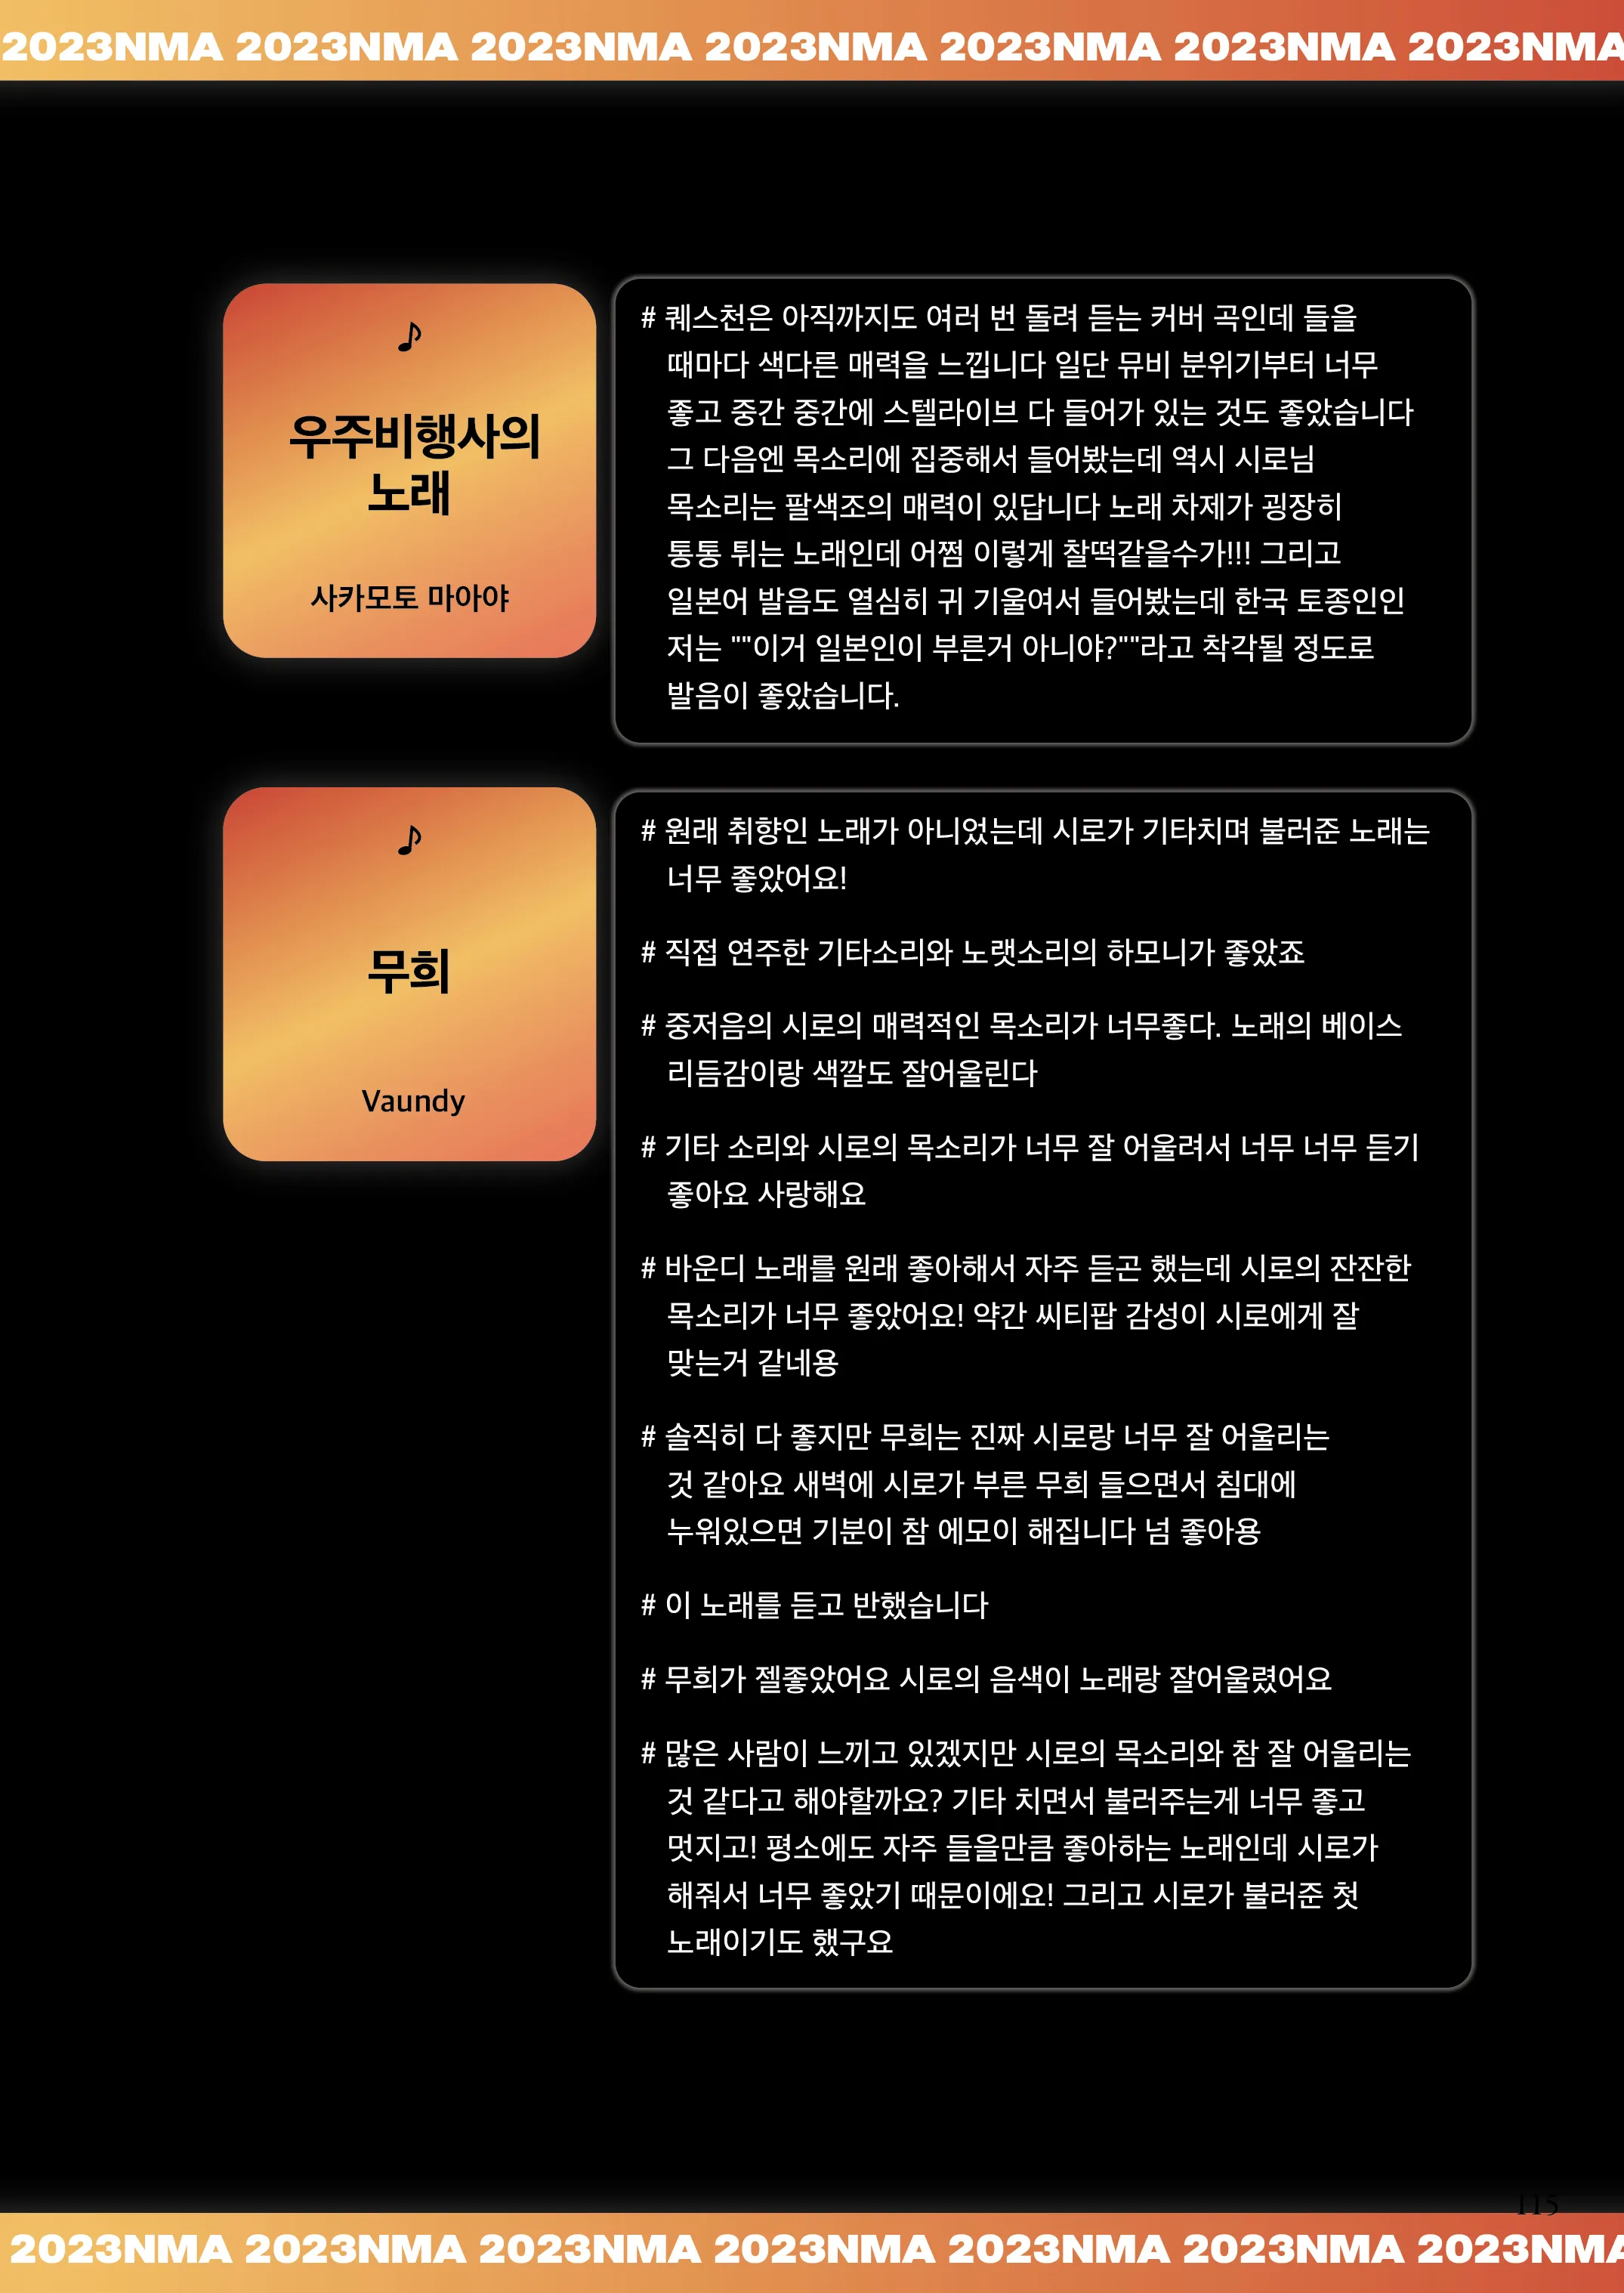 2023NMA 2023NMA 2023NMA 2023NMA 2023NMA 2023NMA 2023NMA
우주비행사의
노래
사카모토 마아야
# 퀘스천은 아직까지도 여러 번 돌려 듣는 커버 곡인데 들을
때마다 색다른 매력을 느낍니다 일단 뮤비 분위기부터 너무
좋고 중간 중간에 스텔라이브 다 들어가 있는 것도 좋았습니다
그 다음엔 목소리에 집중해서 들어봤는데 역시 시로님
목소리는 팔색조의 매력이 있답니다 노래 차제가 굉장히
통통 튀는 노래인데 어쩜 이렇게 찰떡같을수가!!! 그리고
일본어 발음도 열심히 귀 기울여서 들어봤는데 한국 토종인인
저는 ""이거 일본인이 부른거 아니야?""라고 착각될 정도로
발음이 좋았습니다.
무희
Vaundy
# 원래 취향인 노래가 아니었는데 시로가 기타치며 불러준 노래는
너무 좋았어요!
# 직접 연주한 기타소리와 노랫소리의 하모니가 좋았죠
# 중저음의 시로의 매력적인 목소리가 너무좋다. 노래의 베이스
리듬감이랑 색깔도 잘어울린다
# 기타 소리와 시로의 목소리가 너무 잘 어울려서 너무 너무 듣기
좋아요 사랑해요
# 바운디 노래를 원래 좋아해서 자주 듣곤 했는데 시로의 잔잔한
목소리가 너무 좋았어요! 약간 씨티팝 감성이 시로에게 잘
맞는거 같네용
# 솔직히 다 좋지만 무희는 진짜 시로랑 너무 잘 어울리는
것 같아요 새벽에 시로가 부른 무희 들으면서 침대에
누워있으면 기분이 참 에모이 해집니다 넘 좋아용
# 이 노래를 듣고 반했습니다
# 무희가 젤좋았어요 시로의 음색이 노래랑 잘어울렸어요
# 많은 사람이 느끼고 있겠지만 시로의 목소리와 참 잘 어울리는
것 같다고 해야할까요? 기타 치면서 불러주는게 너무 좋고
멋지고! 평소에도 자주 들을만큼 좋아하는 노래인데 시로가
해줘서 너무 좋았기 때문이에요! 그리고 시로가 불러준 첫
노래이기도 했구요
115
2023NMA 2023NMA 2023NMA 2023NMA 2023NMA 2023NMA 2023NMA